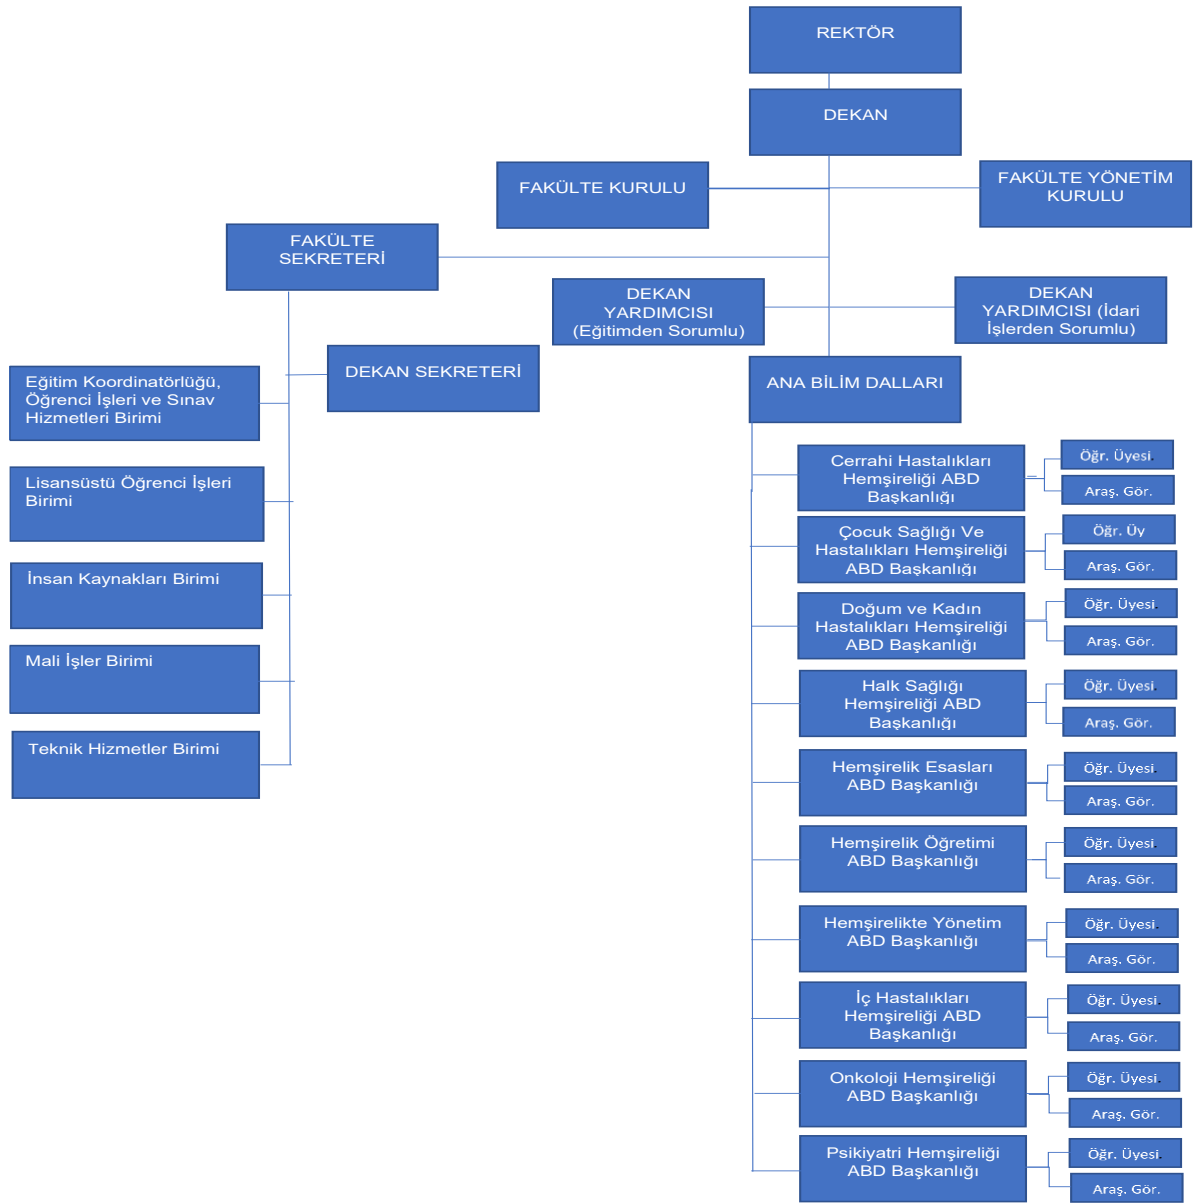 REKTÖR
DEKAN
FAKÜLTE KURULU
FAKÜLTE YÖNETİM
KURULU
FAKÜLTE
SEKRETERİ
DEKAN
YARDIMCISI
(Eğitimden Sorumlu)
DEKAN
YARDIMCISI (İdari
İşlerden Sorumlu)
DEKAN SEKRETERİ
ANA BİLİM DALLARI
Eğitim Koordinatörlüğü,
Öğrenci İşleri ve Sınav
Hizmetleri Birimi
Lisansüstü Öğrenci İşleri
Birimi
İnsan Kaynakları Birimi
Mali İşler Birimi
Teknik Hizmetler Birimi
Cerrahi Hastalıkları
Hemşireliği ABD
Başkanlığı
Öğr. Üyesi.
Araş. Gör.
Çocuk Sağlığı Ve
Hastalıkları Hemşireliği
ABD Başkanlığı
Öğr. Üy
Araş. Gör.
Doğum ve Kadın
Hastalıkları Hemşireliği
ABD Başkanlığı
Öğr. Üyesi.
Araş. Gör.
Halk Sağlığı
Hemşireliği ABD
Başkanlığı
Öğr. Üyesi.
Araş. Gör.
Hemşirelik Esasları
ABD Başkanlığı
Öğr. Üyesi.
Araş. Gör.
Hemşirelik Öğretimi
ABD Başkanlığı
Öğr. Üyesi.
Araş. Gör.
Hemşirelikte Yönetim
ABD Başkanlığı
Öğr. Üyesi.
Araş. Gör.
İç Hastalıkları
Hemşireliği ABD
Başkanlığı
Öğr. Üyesi.
Araş. Gör.
Onkoloji Hemşireliği
ABD Başkanlığı
Öğr. Üyesi.
Araş. Gör.
Psikiyatri Hemşireliği
ABD Başkanlığı
Öğr. Üyesi.
Araş. Gör.